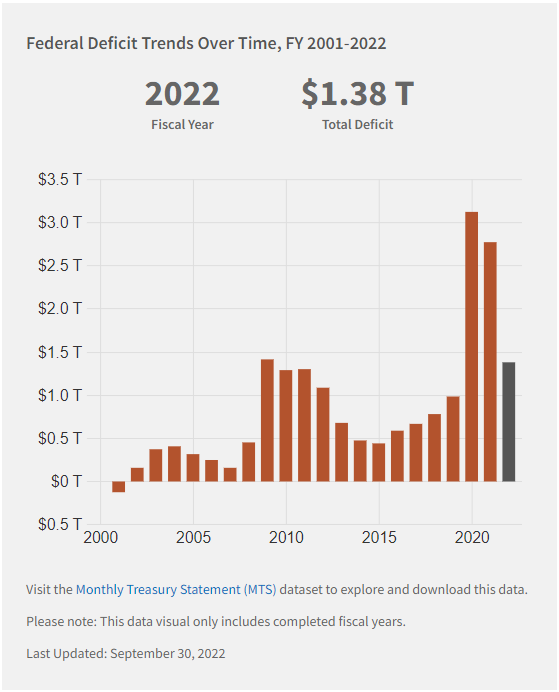 Federal Deficit Trends Over Time, FY 2001-2022
2022 $1.38 T
Fiscal Year Total Deficit
$3.5 T
$3.0 T
$2.5 T
$2.0 T
$1.5 T
$1.0 T
$0.5 T
$0 T
$0.5 T
2000 2005 2010 2015 2020
Visit the Monthly Treasury Statement (MTS) dataset to explore and download this data.
Please note: This data visual only includes completed fiscal years.
Last Updated: September 30, 2022